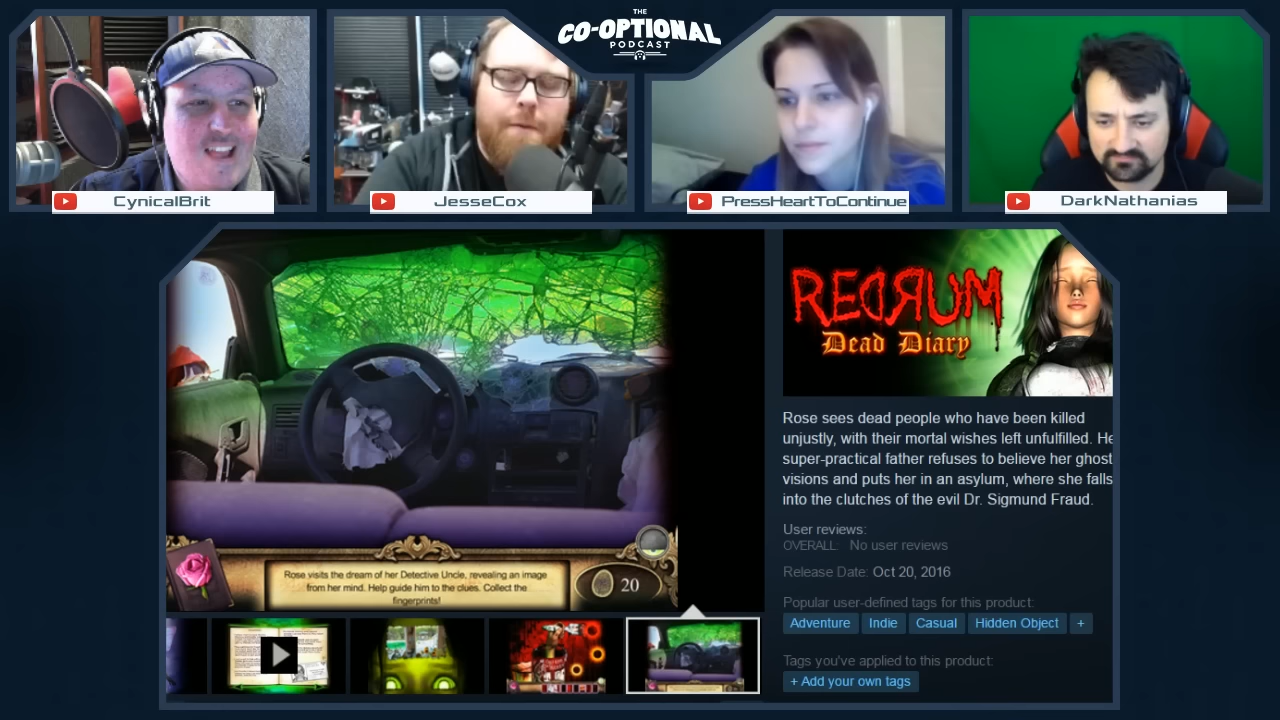 THE
CO-OPTIONAL
PODCAST
CynicalBrit
JesseCox
PressHeartToContinue
DarkNathanias
REDRUM
Dead Diary
Rose sees dead people who have been killed
unjustly, with their mortal wishes left unfulfilled. He
super-practical father refuses to believe her ghost
visions and puts her in an asylum, where she falls
into the clutches of the evil Dr. Sigmund Fraud.
User reviews:
OVERALL: No user reviews
Release Date: Oct 20, 2016
Popular user-defined tags for this product:
Adventure Indie Casual Hidden Object +
Tags you've applied to this product:
+ Add your own tags
Rose visits the dream of her Detective Uncle, revealing an image
from her mind. Help guide him to the clues. Collect the
fingerprints!
20